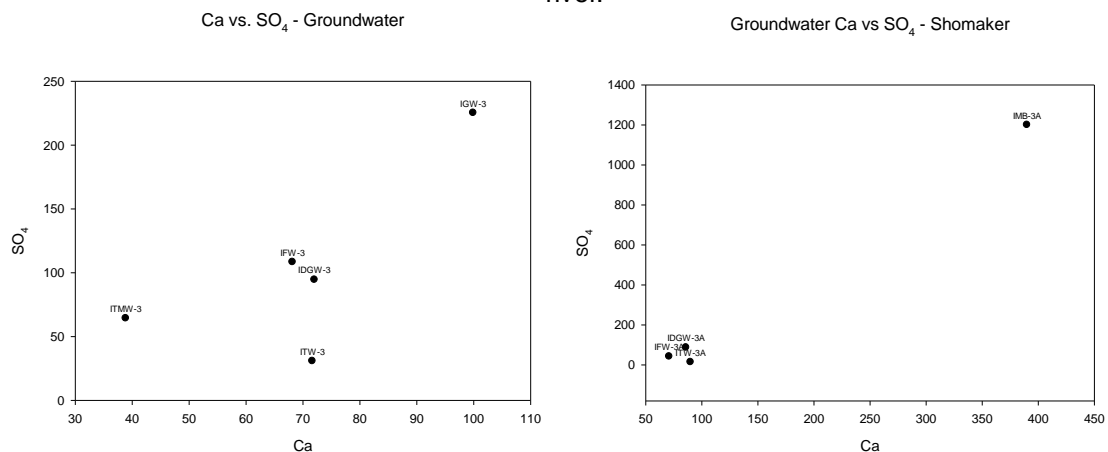 Ca vs. SO4 - Groundwater
250
200
150
100
50
0
SO4
IGW-3
IFW-3
IDGW-3
ITMW-3
ITW-3
30 40 50 60 70 80 90 100 110
Ca
Groundwater Ca vs SO4 - Shomaker
1400
1200
1000
800
600
400
200
0
SO4
IMB-3A
IDGW-3A
IFW-3A
ITW-3A
50 100 150 200 250 300 350 400 450
Ca